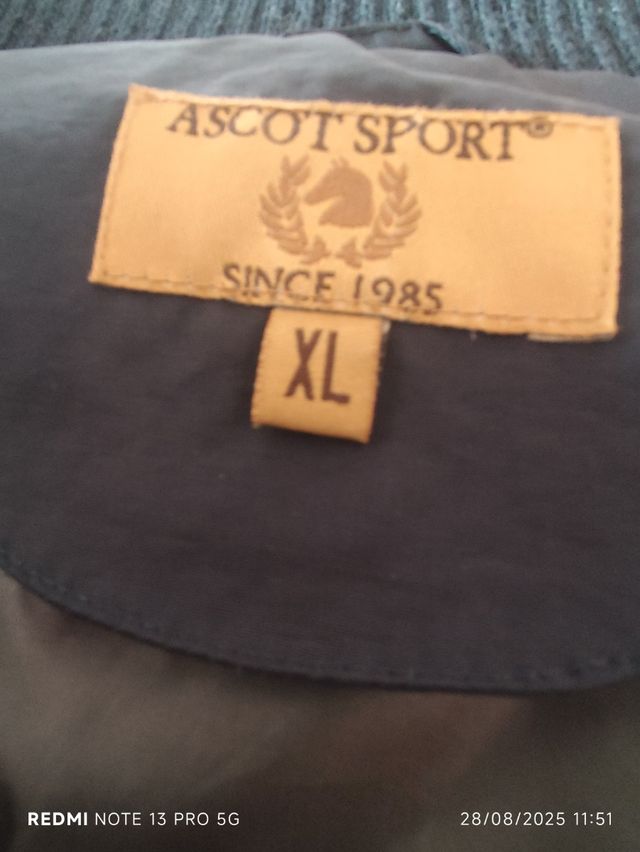 ASCOT SPORT®
SINCE 1985
XL
REDMI NOTE 13 PRO 5G
28/08/2025 11:51